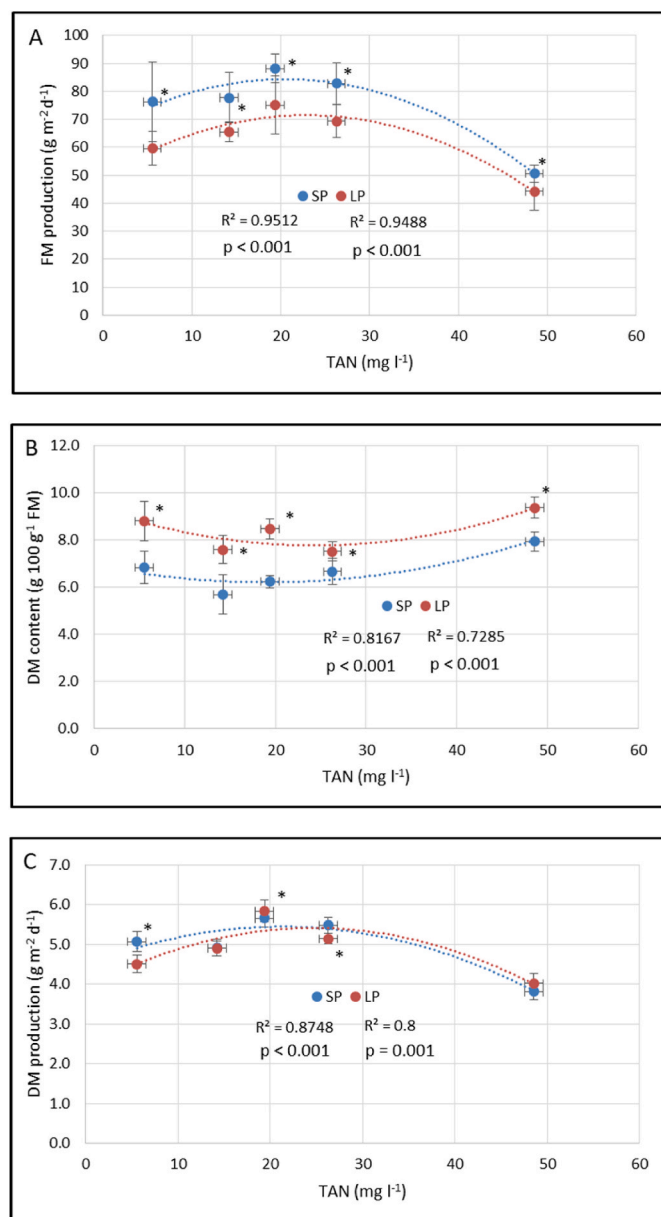 A
FM production (g m⁻² d⁻¹)
100
90
80
70
60
50
40
30
20
10
0
* * * * *
SP LP
R² = 0.9512 R² = 0.9488
p < 0.001 p < 0.001
0 10 20 30 40 50 60
TAN (mg l⁻¹)
B
DM content (g 100 g⁻¹ FM)
12.0
10.0
8.0
6.0
4.0
2.0
0.0
* * * * *
SP LP
R² = 0.8167 R² = 0.7285
p < 0.001 p < 0.001
0 10 20 30 40 50 60
TAN (mg l⁻¹)
C
DM production (g m⁻² d⁻¹)
7.0
6.0
5.0
4.0
3.0
2.0
1.0
0.0
* * *
SP LP
R² = 0.8748 R² = 0.8
p < 0.001 p = 0.001
0 10 20 30 40 50 60
TAN (mg l⁻¹)